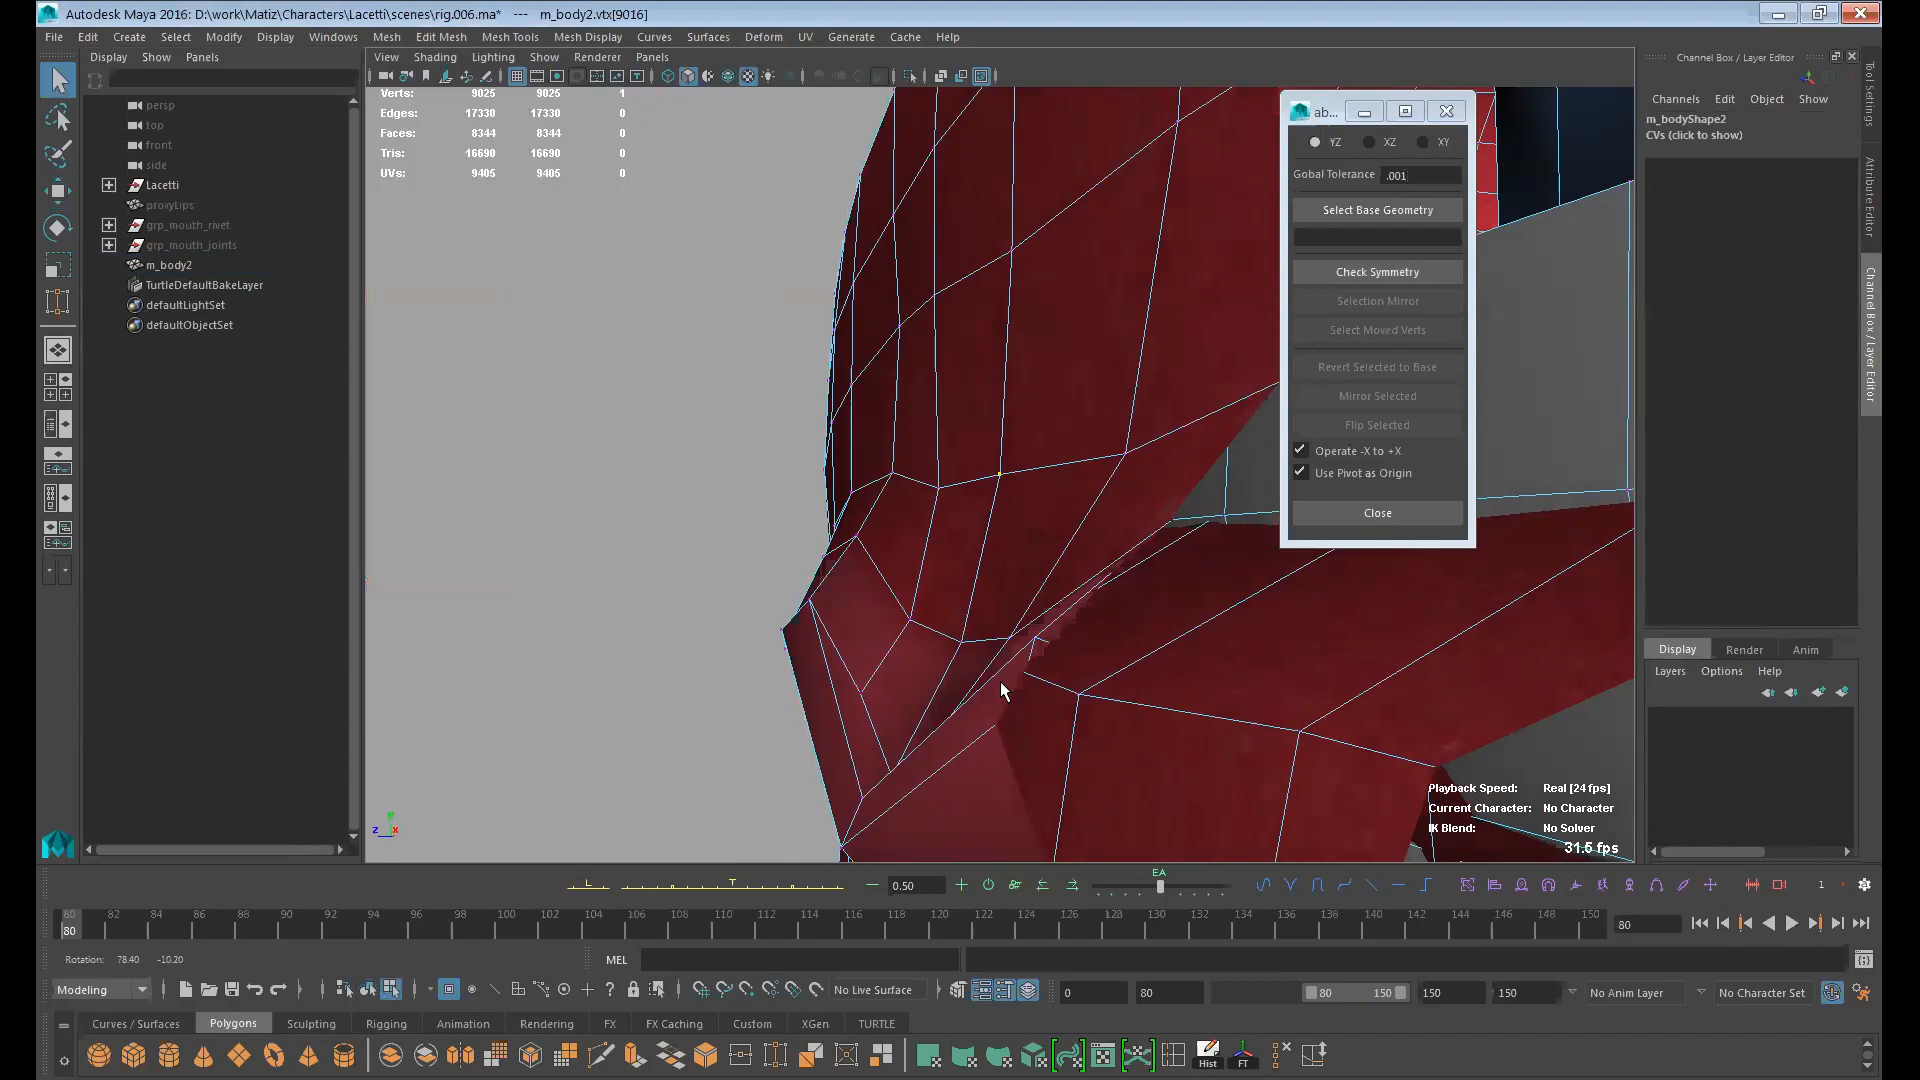 Autodesk Maya 2016: D:\work\Matiz\Characters\Lacetti\scenes\rig.006.ma* --- m_body2.vtx[9016]
File Edit Create Select Modify Display Windows Mesh Edit Mesh Mesh Tools Mesh Display Curves Surfaces Deform UV Generate Cache Help
Display Show Panels
View Shading Lighting Show Renderer Panels
Channel Box / Layer Editor
Channels Edit Object Show
m_bodyShape2
CVs (click to show)
Tool Settings
Attribute Editor
Channel Box / Layer Editor
persp
top
front
side
Lacetti
proxyLips
grp_mouth_rivet
grp_mouth_joints
m_body2
TurtleDefaultBakeLayer
defaultLightSet
defaultObjectSet
Verts: 9025 9025 1
Edges: 17330 17330 0
Faces: 8344 8344 0
Tris: 16690 16690 0
UVs: 9405 9405 0
ab...
YZ XZ XY
Gobal Tolerance .001
Select Base Geometry
Check Symmetry
Selection Mirror
Select Moved Verts
Revert Selected to Base
Mirror Selected
Flip Selected
Operate -X to +X
Use Pivot as Origin
Close
Playback Speed: Real [24 fps]
Current Character: No Character
IK Blend: No Solver
31.5 fps
y
z x
Display Render Anim
Layers Options Help
L T 0.50 EA 1
80 82 84 86 88 90 92 94 96 98 100 102 104 106 108 110 112 114 116 118 120 122 124 126 128 130 132 134 136 138 140 142 144 146 148 150
80 80
Rotation: 78.40 -10.20 MEL
Modeling No Live Surface 0 80 80 150 150 150 No Anim Layer No Character Set
Curves / Surfaces Polygons Sculpting Rigging Animation Rendering FX FX Caching Custom XGen TURTLE
Hist FT